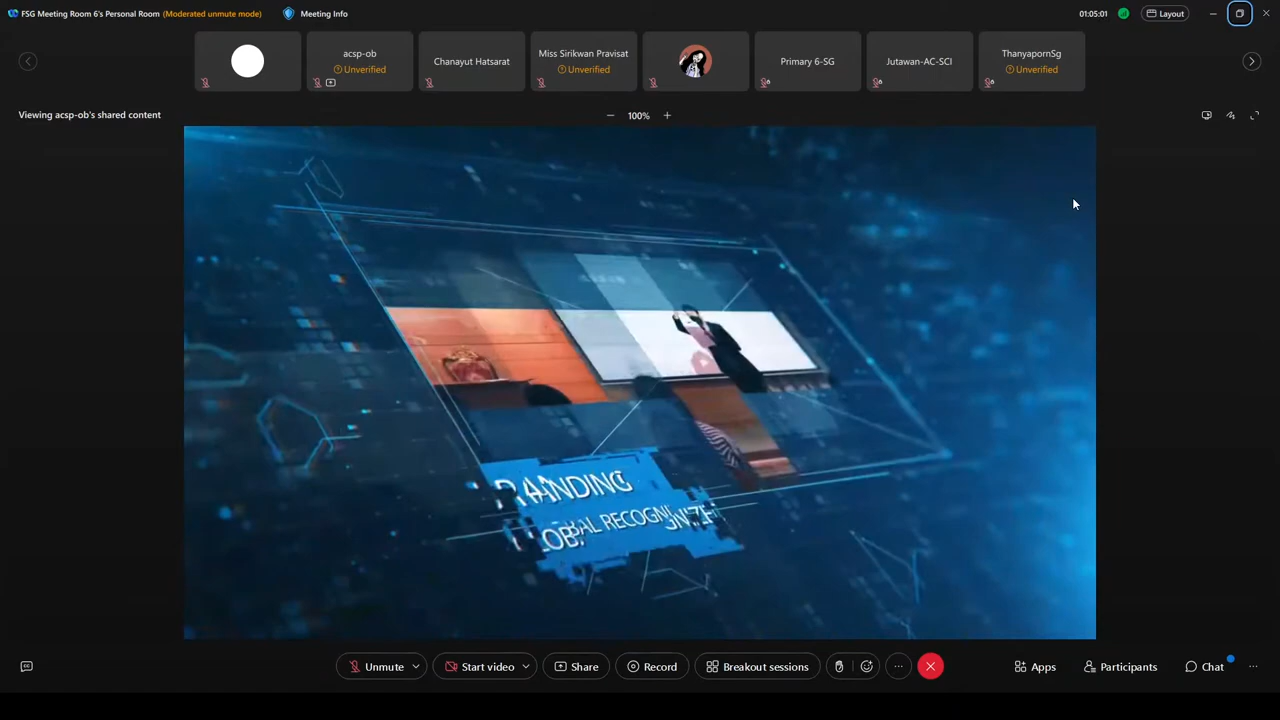 FSG Meeting Room 6's Personal Room (Moderated unmute mode)
Meeting Info
01:05:01
Layout
acsp-ob
Unverified
Chanayut Hatsarat
Miss Sirikwan Pravisat
Unverified
Primary 6-SG
Jutawan-AC-SCI
ThanyapornSg
Unverified
Viewing acsp-ob's shared content
100%
RANDING
Unmute
Start video
Share
Record
Breakout sessions
Apps
Participants
Chat